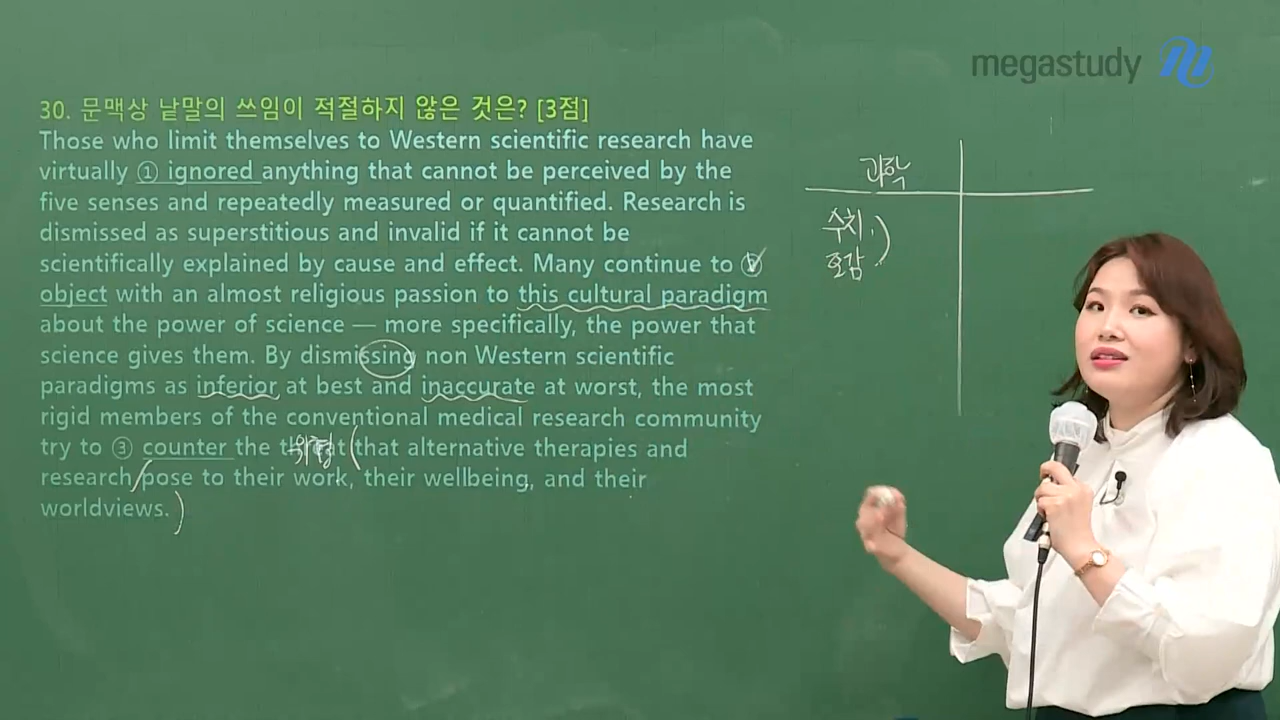 megastudy
30. 문맥상 낱말의 쓰임이 적절하지 않은 것은? [3점]
Those who limit themselves to Western scientific research have
virtually ① ignored anything that cannot be perceived by the
five senses and repeatedly measured or quantified. Research is
dismissed as superstitious and invalid if it cannot be
scientifically explained by cause and effect. Many continue to ②
object with an almost religious passion to this cultural paradigm
about the power of science — more specifically, the power that
science gives them. By dismissing non Western scientific
paradigms as inferior at best and inaccurate at worst, the most
rigid members of the conventional medical research community
try to ③ counter the threat that alternative therapies and
research pose to their work, their wellbeing, and their
worldviews.
위협
과학
수치,
오감